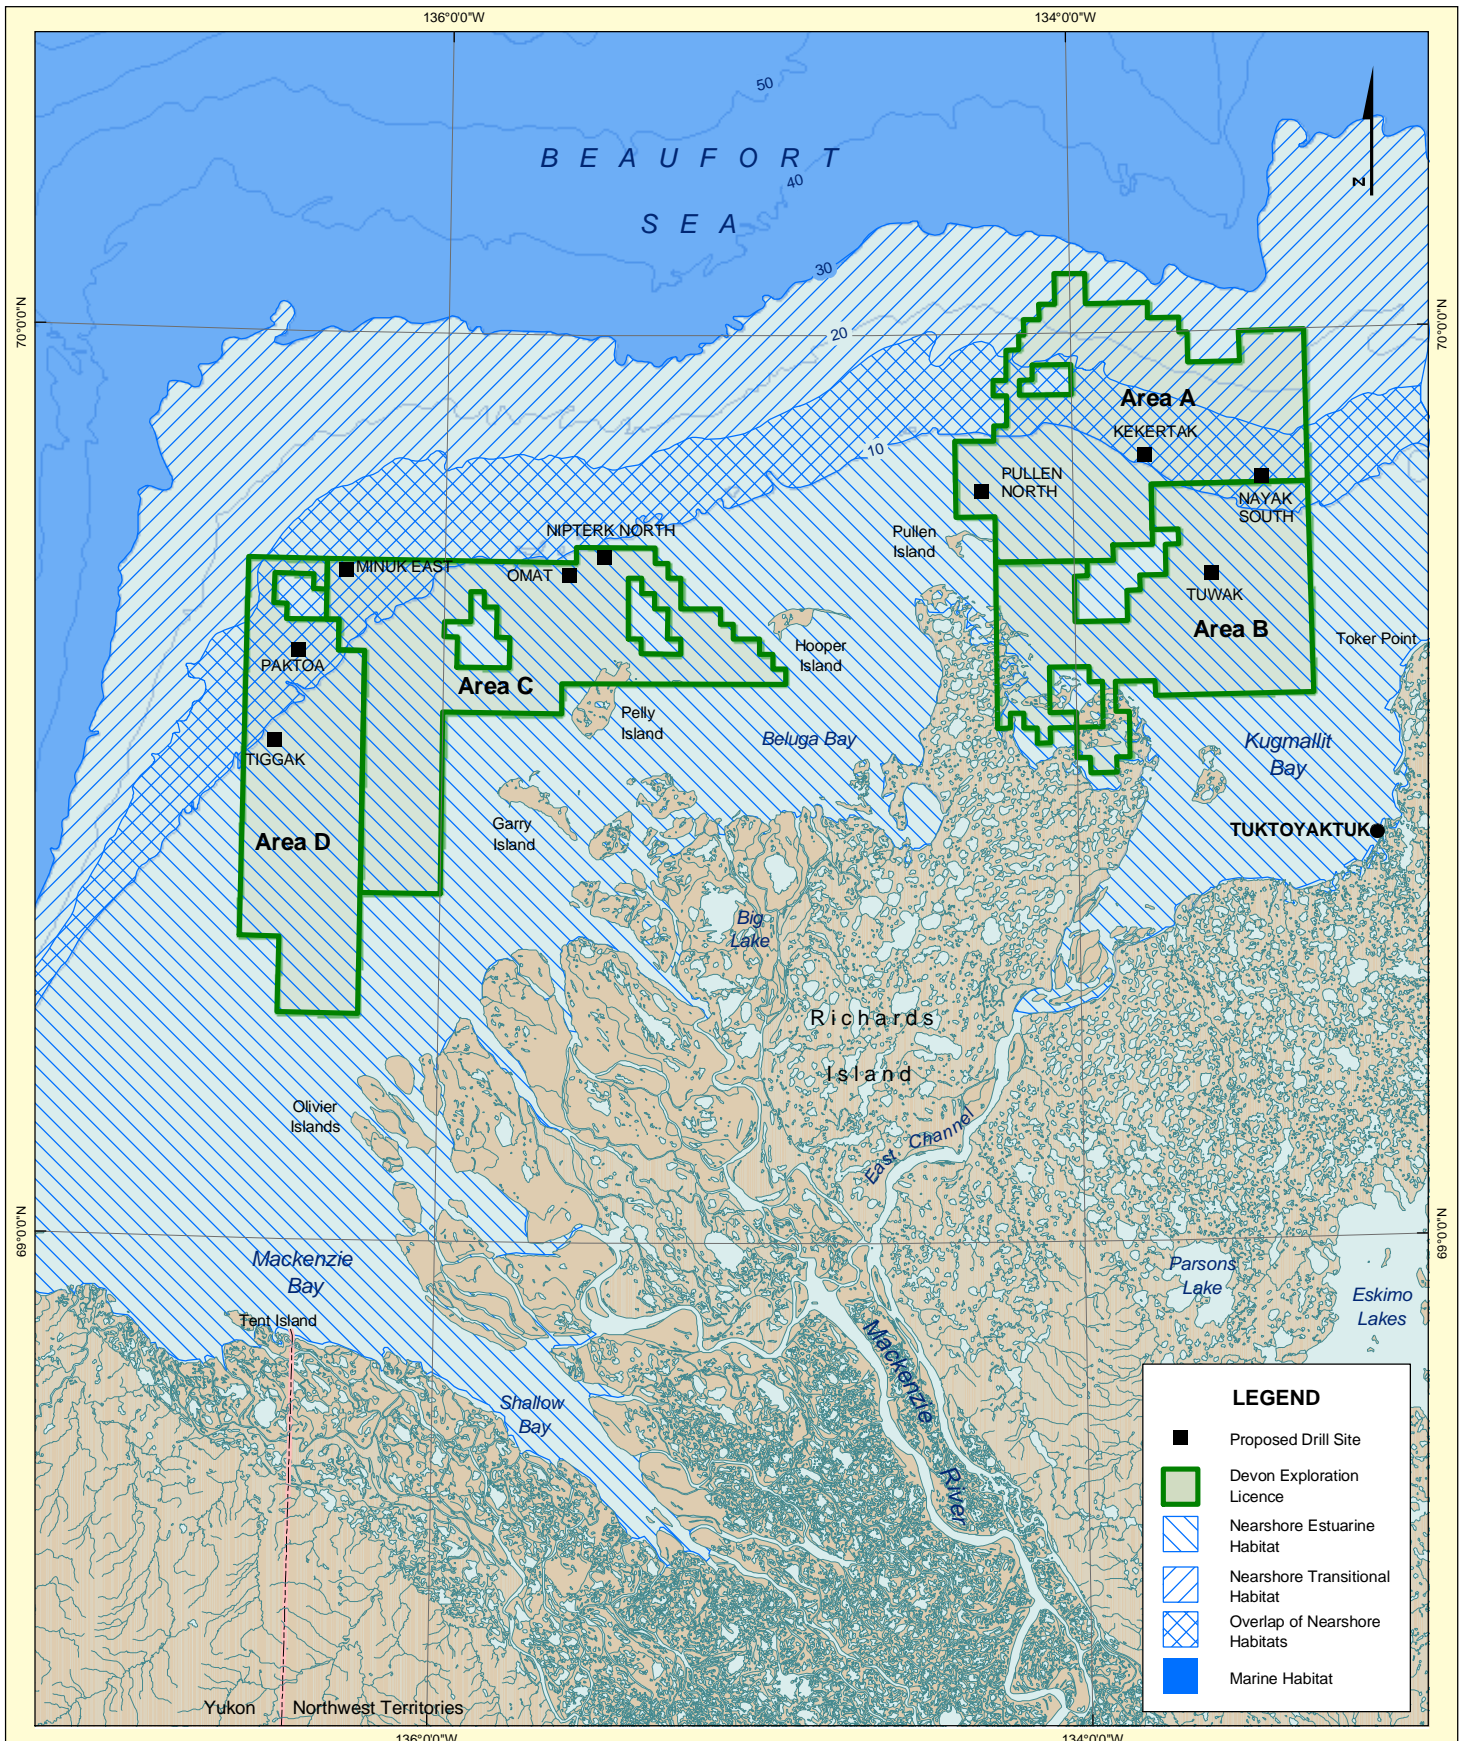 136°0'0"W
134°0'0"W
50
BEAUFORT
40
SEA
30
70°0'0"N
70°0'0"N
20
10
N
Area A
KEKERTAK
PULLEN
NORTH
NAYAK
SOUTH
Pullen
Island
NIPTERK NORTH
MINUK EAST
OMAT
TUWAK
Area B
Toker Point
Hooper
Island
PAKTOA
Area C
Pelly
Island
Beluga Bay
Kugmallit
Bay
TIGGAK
Area D
Garry
Island
TUKTOYAKTUK
Big
Lake
Richards
Island
Olivier
Islands
East Channel
69°0'0"N
69°0'0"N
Mackenzie
Bay
Parsons
Lake
Eskimo
Lakes
Tent Island
Mackenzie
River
Shallow
Bay
LEGEND
Proposed Drill Site
Devon Exploration
Licence
Nearshore Estuarine
Habitat
Nearshore Transitional
Habitat
Overlap of Nearshore
Habitats
Marine Habitat
Yukon
Northwest Territories
136°0'0"W
134°0'0"W